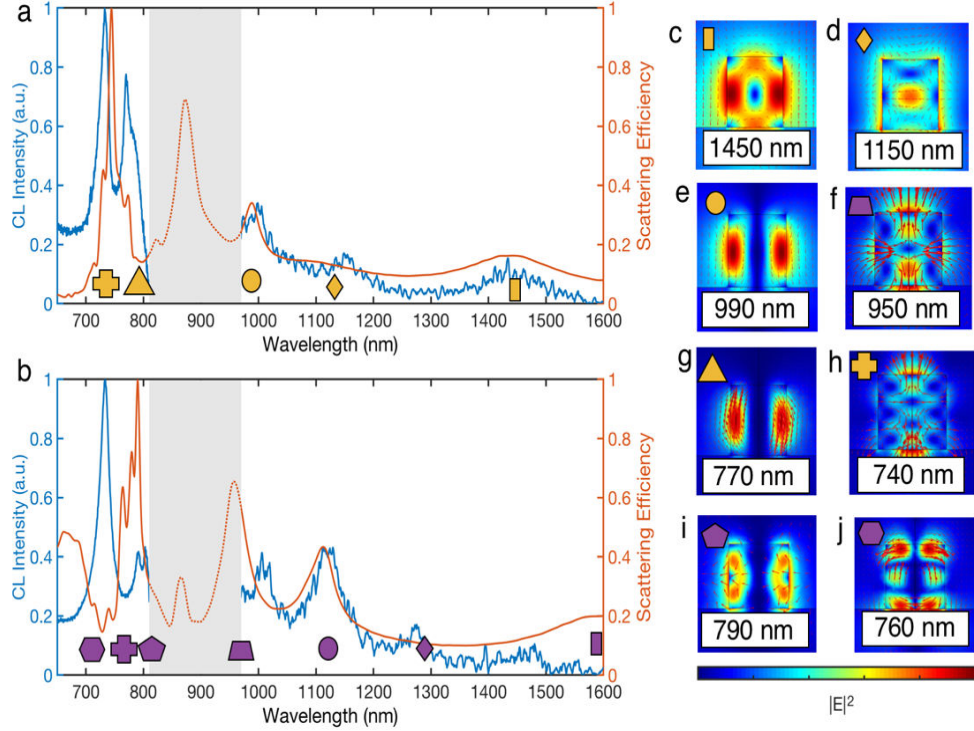 a
CL Intensity (a.u.)
1
0.8
0.6
0.4
0.2
0
700 800 900 1000 1100 1200 1300 1400 1500 1600
Wavelength (nm)
1
0.8
0.6
0.4
0.2
0
Scattering Efficiency
b
CL Intensity (a.u.)
1
0.8
0.6
0.4
0.2
0
700 800 900 1000 1100 1200 1300 1400 1500 1600
Wavelength (nm)
1
0.8
0.6
0.4
0.2
0
Scattering Efficiency
c
1450 nm
d
1150 nm
e
990 nm
f
950 nm
g
770 nm
h
740 nm
i
790 nm
j
760 nm
|E|²